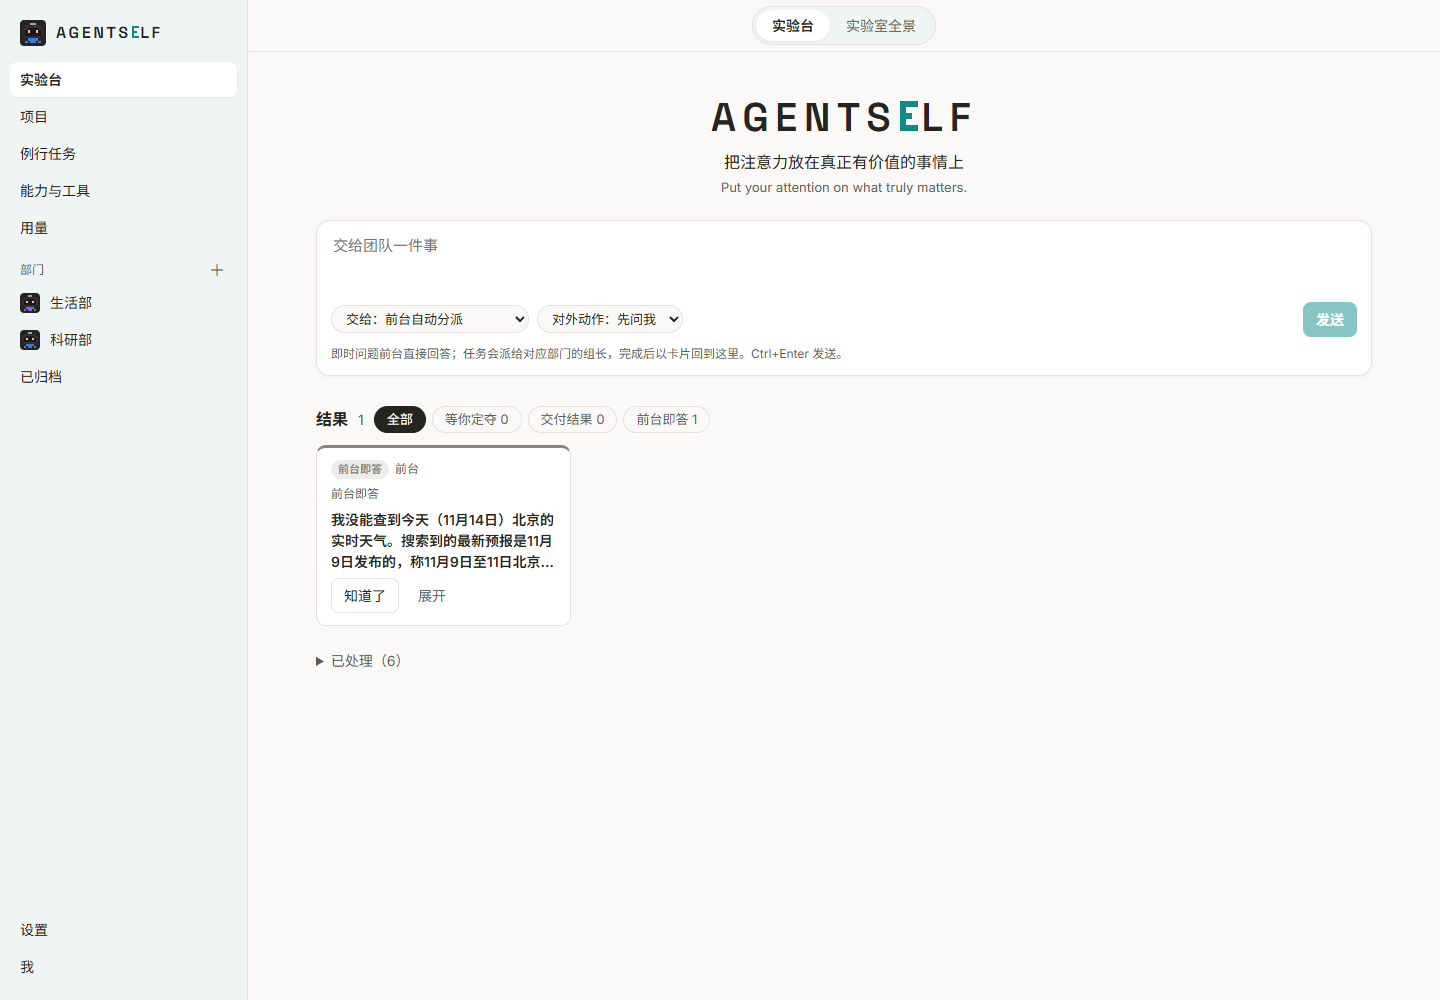 AGENTSELF
实验台
项目
例行任务
能力与工具
用量
部门
生活部
科研部
已归档
设置
我
实验台 实验室全景
AGENTSELF
把注意力放在真正有价值的事情上
Put your attention on what truly matters.
交给团队一件事
交给：前台自动分派 对外动作：先问我 发送
即时问题前台直接回答；任务会派给对应部门的组长，完成后以卡片回到这里。Ctrl+Enter 发送。
结果 1 全部 等你定夺 0 交付结果 0 前台即答 1
前台即答 前台
前台即答
我没能查到今天（11月14日）北京的
实时天气。搜索到的最新预报是11月
9日发布的，称11月9日至11日北京...
知道了 展开
已处理（6）